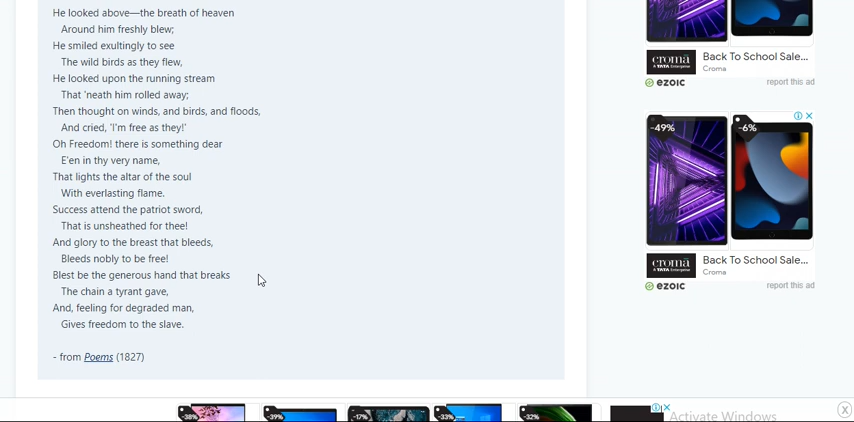 He looked above—the breath of heaven
Around him freshly blew;
He smiled exultingly to see
The wild birds as they flew,
He looked upon the running stream
That 'neath him rolled away;
Then thought on winds, and birds, and floods,
And cried, 'I'm free as they!'
Oh Freedom! there is something dear
E'en in thy very name,
That lights the altar of the soul
With everlasting flame.
Success attend the patriot sword,
That is unsheathed for thee!
And glory to the breast that bleeds,
Bleeds nobly to be free!
Blest be the generous hand that breaks
The chain a tyrant gave,
And, feeling for degraded man,
Gives freedom to the slave.
- from Poems (1827)
croma
A TATA Enterprise
Back To School Sale...
Croma
ezoic
report this ad
-49%
-6%
croma
A TATA Enterprise
Back To School Sale...
Croma
ezoic
report this ad
-38%
-39%
-17%
-33%
-32%
Activate Windows
X